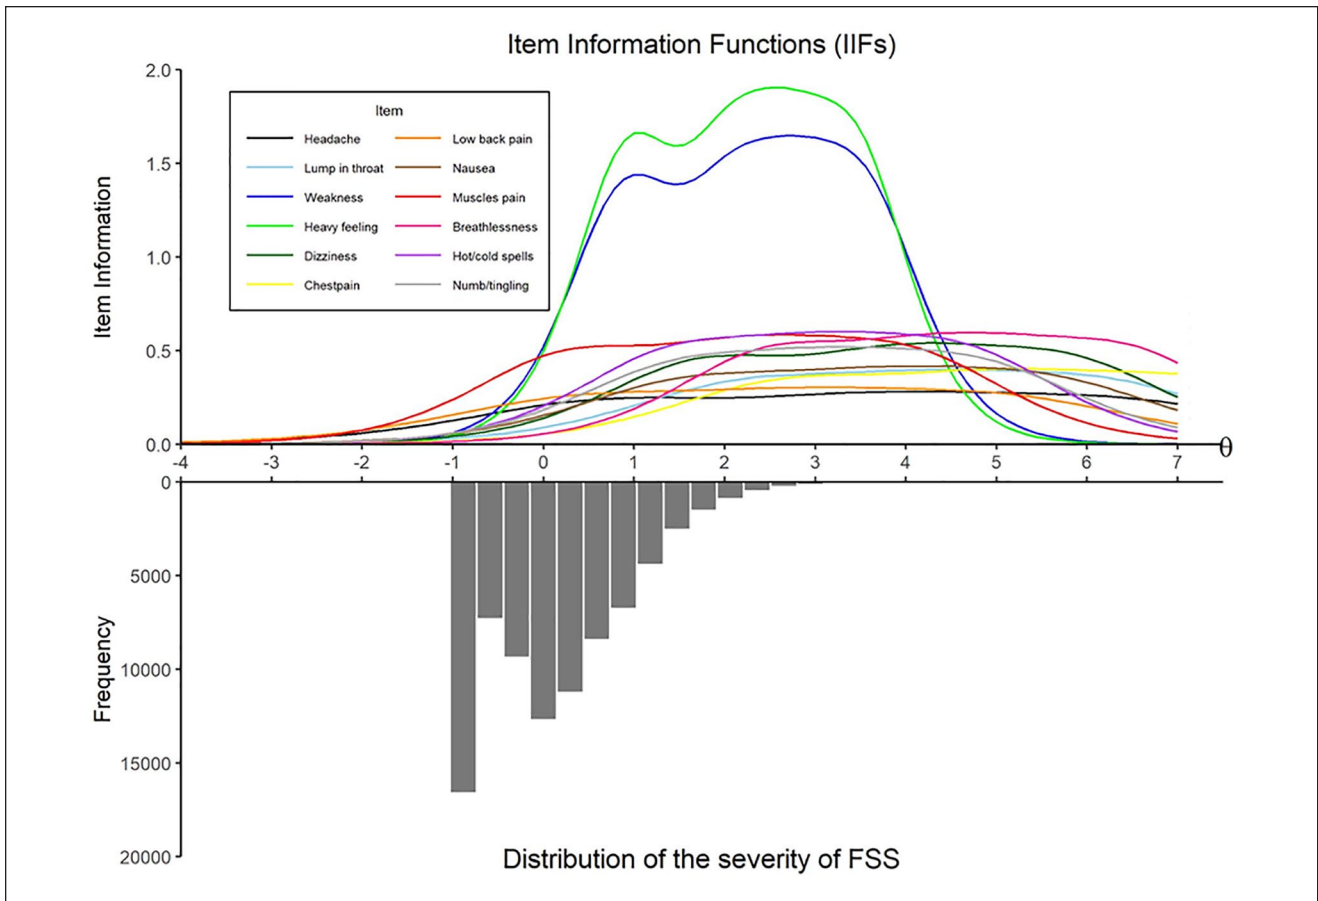 Item Information Functions (IIFs)
2.0
1.5
1.0
0.5
0.0
Item Information
Item
Headache
Low back pain
Lump in throat
Nausea
Weakness
Muscles pain
Heavy feeling
Breathlessness
Dizziness
Hot/cold spells
Chestpain
Numb/tingling
-4 -3 -2 -1 0 1 2 3 4 5 6 7 θ
0
5000
10000
15000
20000
Frequency
Distribution of the severity of FSS